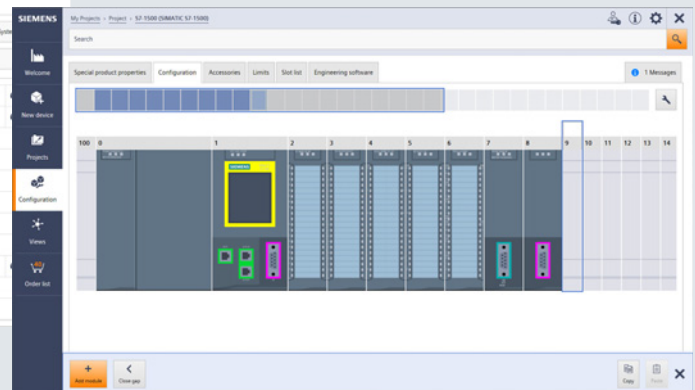 SIEMENS
My Projects › Project › S7-1500 (SIMATIC S7-1500)
Search
Special product properties Configuration Accessories Limits Slot list Engineering software 1 Messages
Welcome
New device
Projects
Configuration
Views
Order list
100 0 1 2 3 4 5 6 7 8 9 10 11 12 13 14
SIEMENS
Add module Close gap Copy Paste